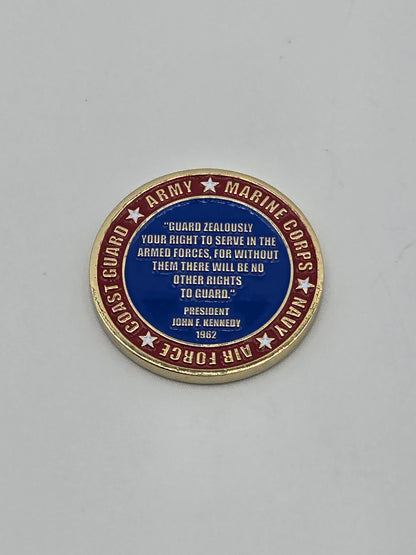 ARMY ★ MARINE CORPS ★ NAVY ★ AIR FORCE ★ COAST GUARD ★
"GUARD ZEALOUSLY
YOUR RIGHT TO SERVE IN THE
ARMED FORCES, FOR WITHOUT
THEM THERE WILL BE NO
OTHER RIGHTS
TO GUARD."
PRESIDENT
JOHN F. KENNEDY
1962